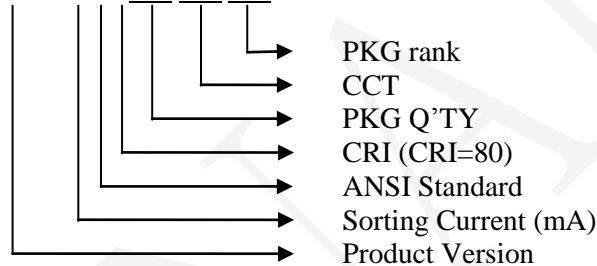 PKG rank
CCT
PKG Q’TY
CRI (CRI=80)
ANSI Standard
Sorting Current (mA)
Product Version